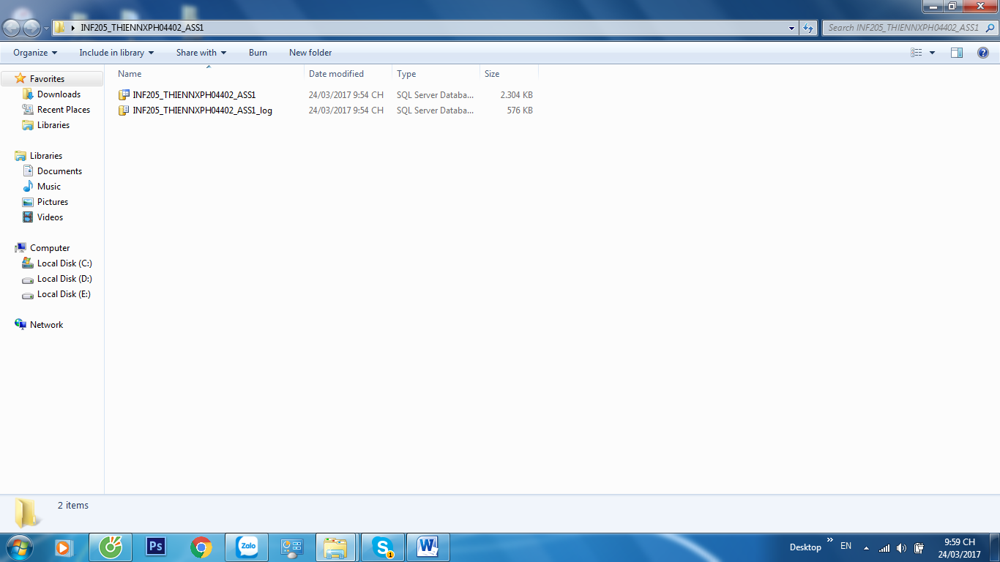 INF205_THIENNXPH04402_ASS1
Search INF205_THIENNXPH04402_ASS1
Organize Include in library Share with Burn New folder
Name Date modified Type Size
INF205_THIENNXPH04402_ASS1 24/03/2017 9:54 CH SQL Server Databa... 2.304 KB
INF205_THIENNXPH04402_ASS1_log 24/03/2017 9:54 CH SQL Server Databa... 576 KB
Favorites
Downloads
Recent Places
Libraries
Libraries
Documents
Music
Pictures
Videos
Computer
Local Disk (C:)
Local Disk (D:)
Local Disk (E:)
Network
2 items
Ps
Zalo
S
1
W
Desktop
EN
9:59 CH
24/03/2017